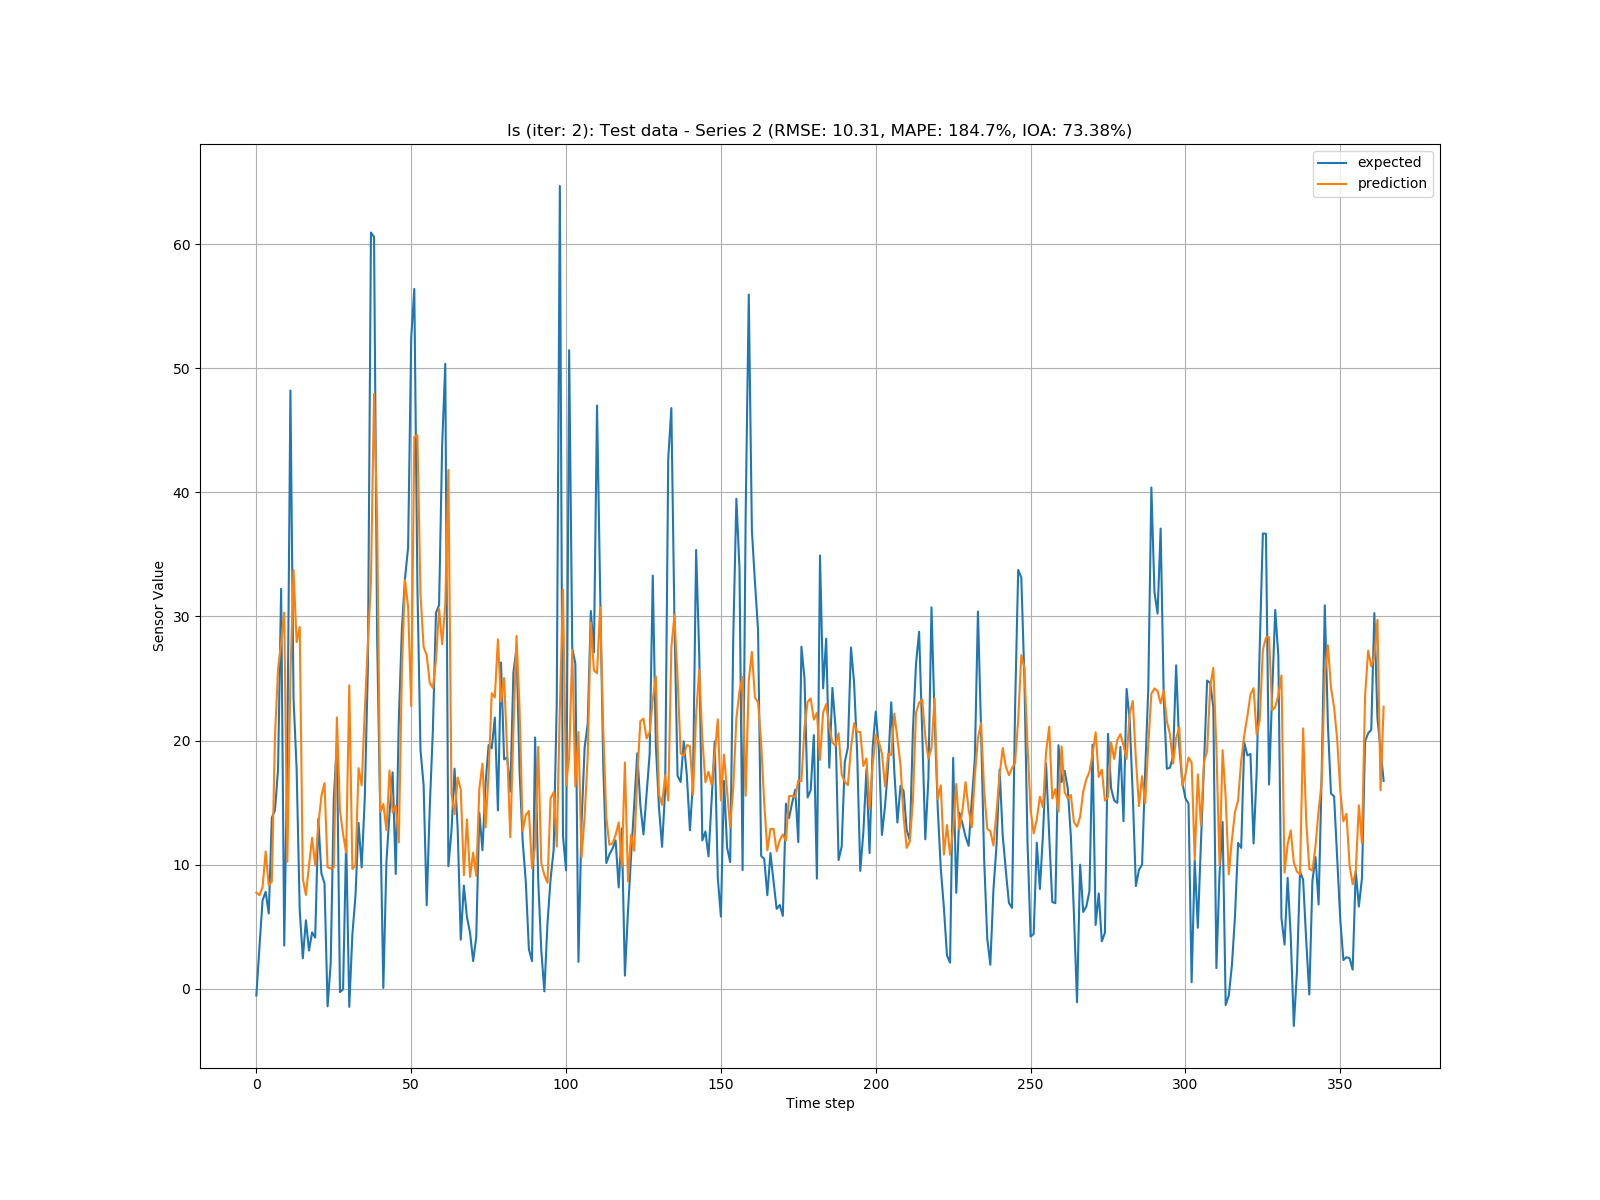 ls (iter: 2): Test data - Series 2 (RMSE: 10.31, MAPE: 184.7%, IOA: 73.38%)
expected
prediction
Sensor Value
60
50
40
30
20
10
0
0 50 100 150 200 250 300 350
Time step